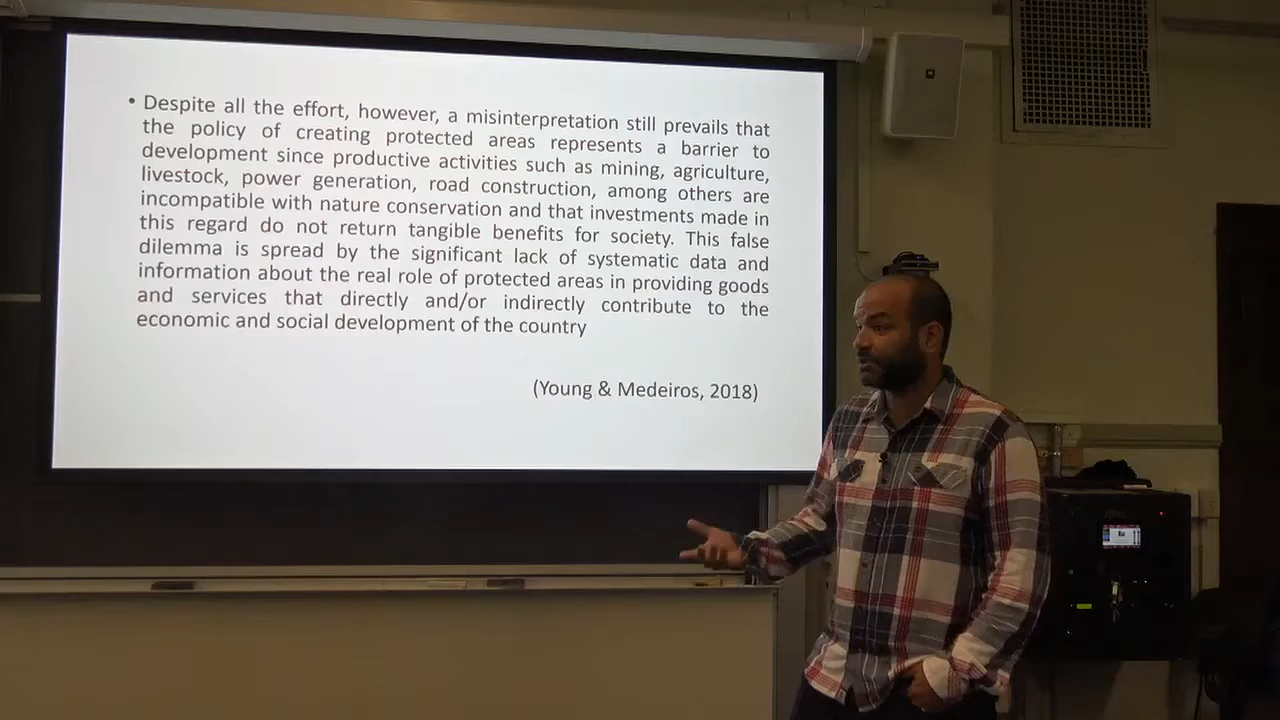 • Despite all the effort, however, a misinterpretation still prevails that
the policy of creating protected areas represents a barrier to
development since productive activities such as mining, agriculture,
livestock, power generation, road construction, among others are
incompatible with nature conservation and that investments made in
this regard do not return tangible benefits for society. This false
dilemma is spread by the significant lack of systematic data and
information about the real role of protected areas in providing goods
and services that directly and/or indirectly contribute to the
economic and social development of the country
(Young & Medeiros, 2018)